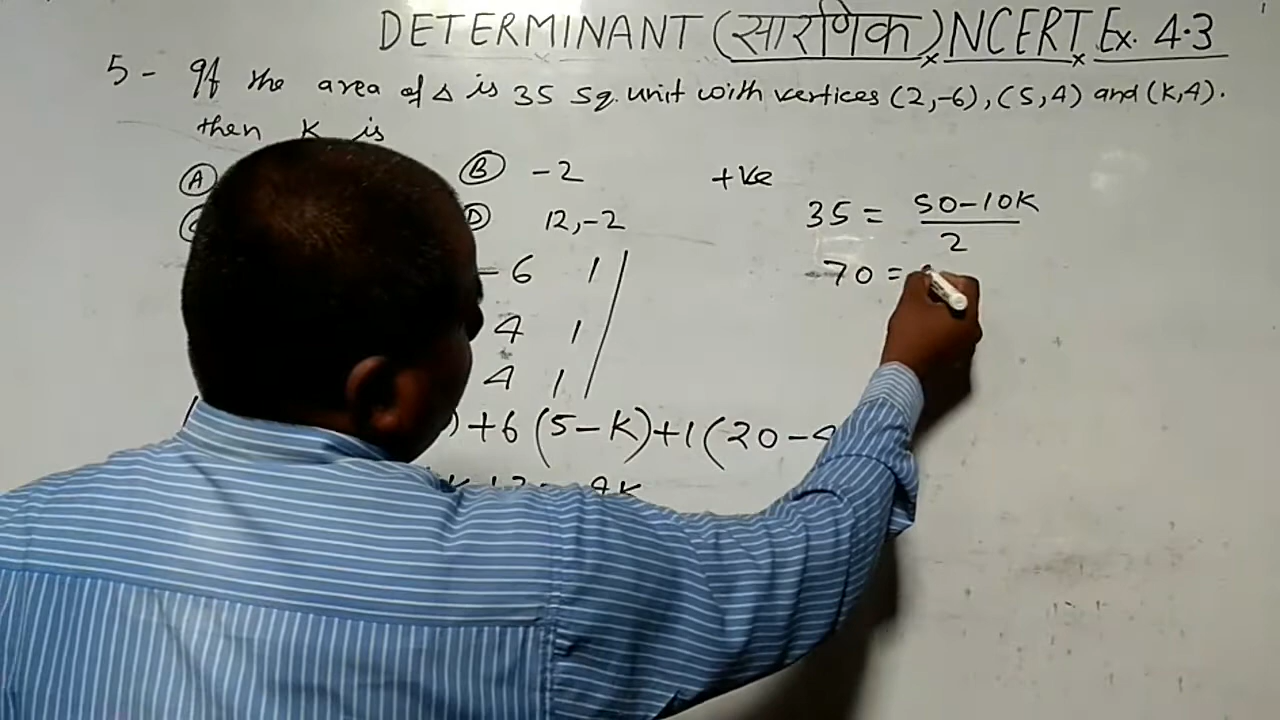 DETERMINANT (सारणिक) NCERT Ex. 4.3
5 - If the area of Δ is 35 Sq. unit with vertices (2,-6), (5,4) and (K,4).
then K is
Ⓐ Ⓑ -2
Ⓓ 12,-2
- 6 1
4 1
4 1
) +6 (5-K) +1 (20-4
+ve
35 = 50-10K
2
70 =